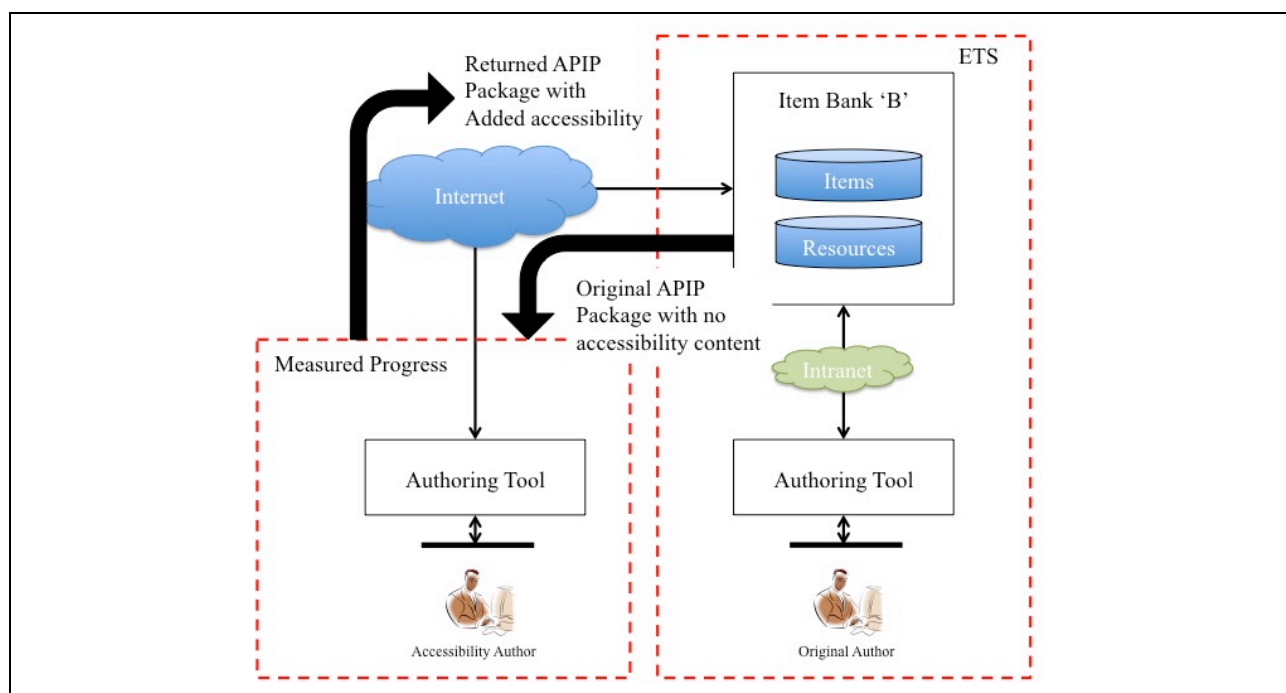 Returned APIP
Package with
Added accessibility
ETS
Item Bank ‘B’
Internet
Items
Resources
Original APIP
Package with no
accessibility content
Measured Progress
Intranet
Authoring Tool
Authoring Tool
Accessibility Author
Original Author